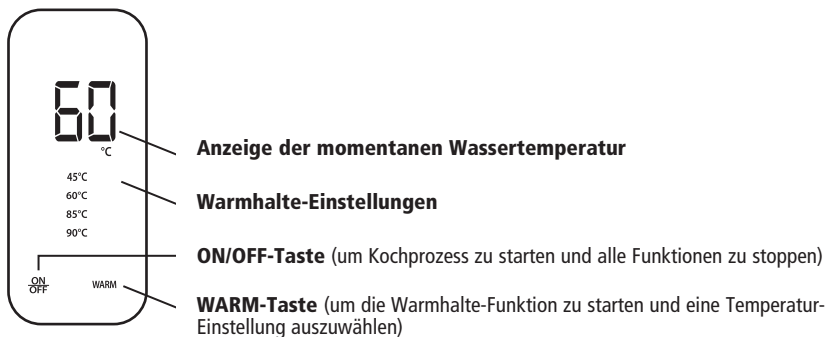 60
°C
Anzeige der momentanen Wassertemperatur
45°C
Warmhalte-Einstellungen
60°C
85°C
90°C
ON/OFF-Taste (um Kochprozess zu starten und alle Funktionen zu stoppen)
ON
OFF
WARM
WARM-Taste (um die Warmhalte-Funktion zu starten und eine Temperatur-
Einstellung auszuwählen)